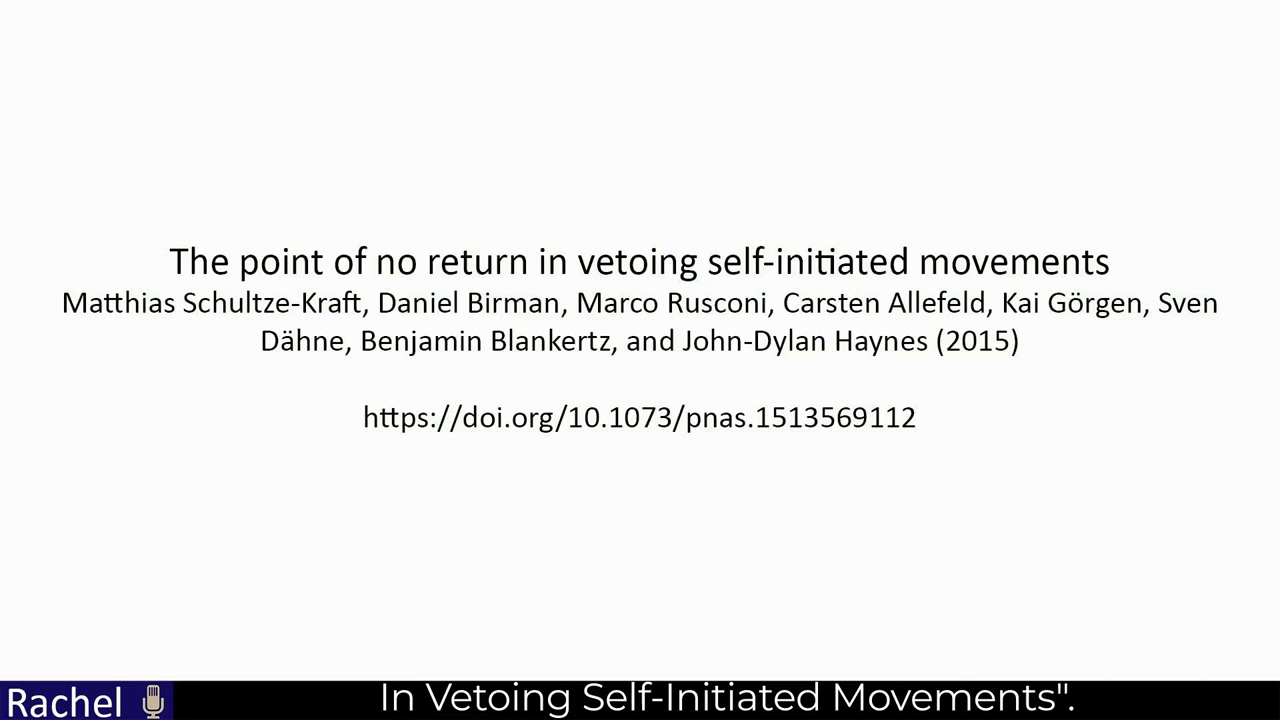 The point of no return in vetoing self-initiated movements
Matthias Schultze-Kraft, Daniel Birman, Marco Rusconi, Carsten Allefeld, Kai Görgen, Sven
Dähne, Benjamin Blankertz, and John-Dylan Haynes (2015)
https://doi.org/10.1073/pnas.1513569112
Rachel
In Vetoing Self-Initiated Movements".